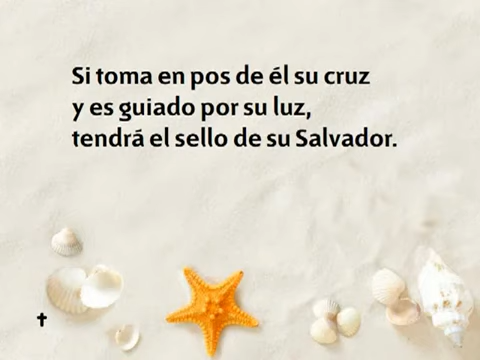 Si toma en pos de él su cruz
y es guiado por su luz,
tendrá el sello de su Salvador.